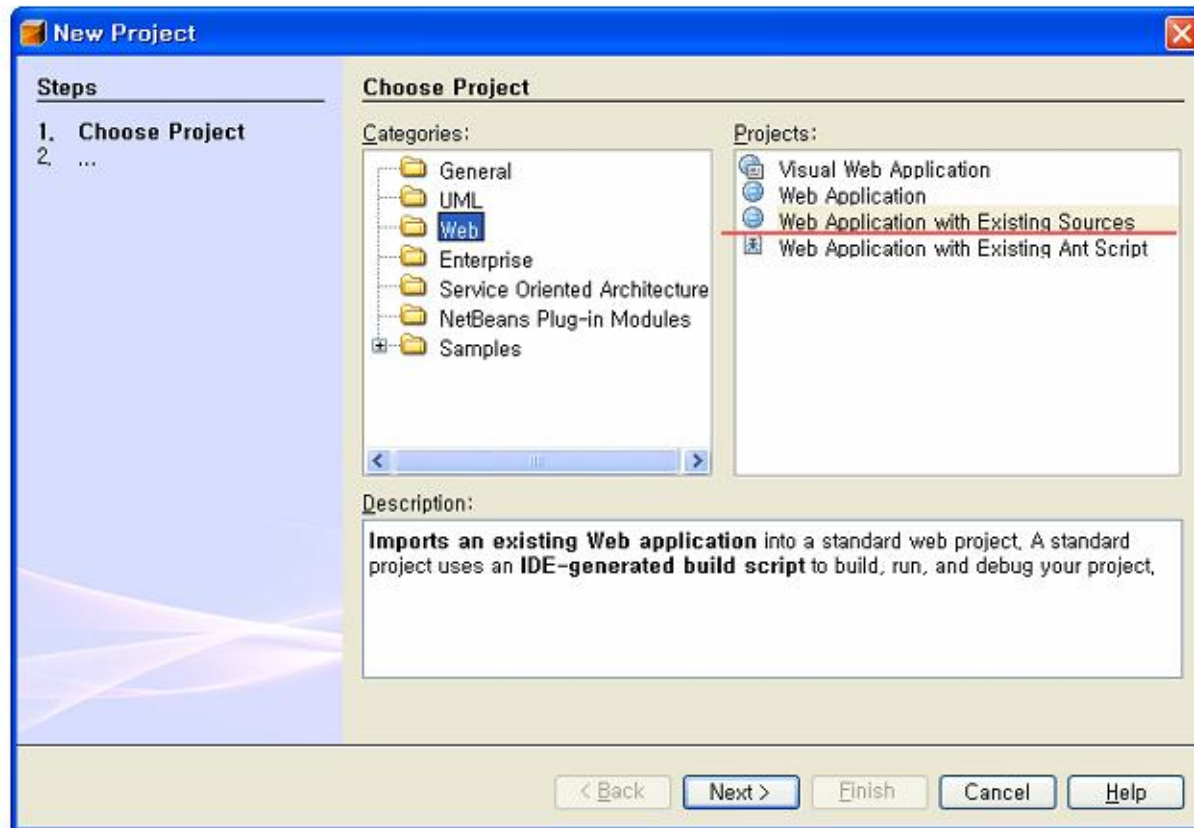 New Project
Steps
1. Choose Project
2. ...
Choose Project
Categories:
General
UML
Web
Enterprise
Service Oriented Architecture
NetBeans Plug-in Modules
Samples
Projects:
Visual Web Application
Web Application
Web Application with Existing Sources
Web Application with Existing Ant Script
Description:
Imports an existing Web application into a standard web project. A standard
project uses an IDE-generated build script to build, run, and debug your project.
< Back
Next >
Finish
Cancel
Help